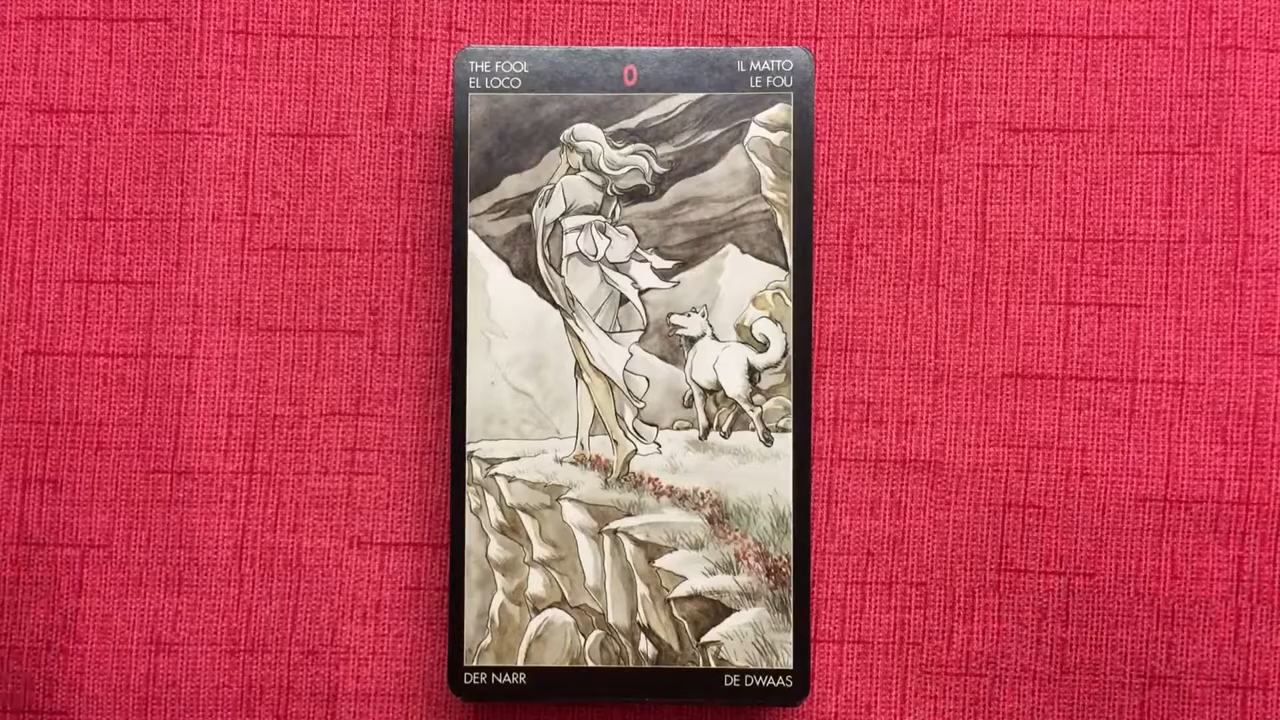 THE FOOL
EL LOCO
0
IL MATTO
LE FOU
DER NARR
DE DWAAS